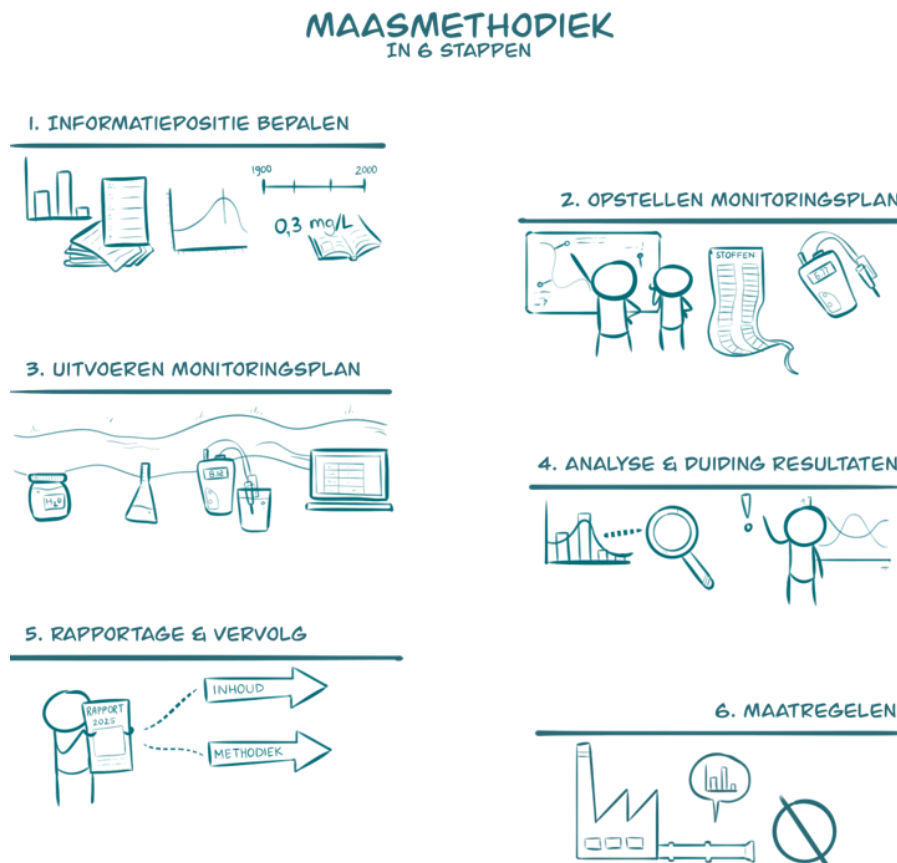 MAASMETHODIEK
IN 6 STAPPEN
1. INFORMATIEPOSITIE BEPALEN
1900
2000
0,3 mg/L
2. OPSTELLEN MONITORINGSPLAN
STOFFEN
3. UITVOEREN MONITORINGSPLAN
H2O
4. ANALYSE & DUIDING RESULTATEN
5. RAPPORTAGE & VERVOLG
RAPPORT
2025
INHOUD
METHODIEK
6. MAATREGELEN